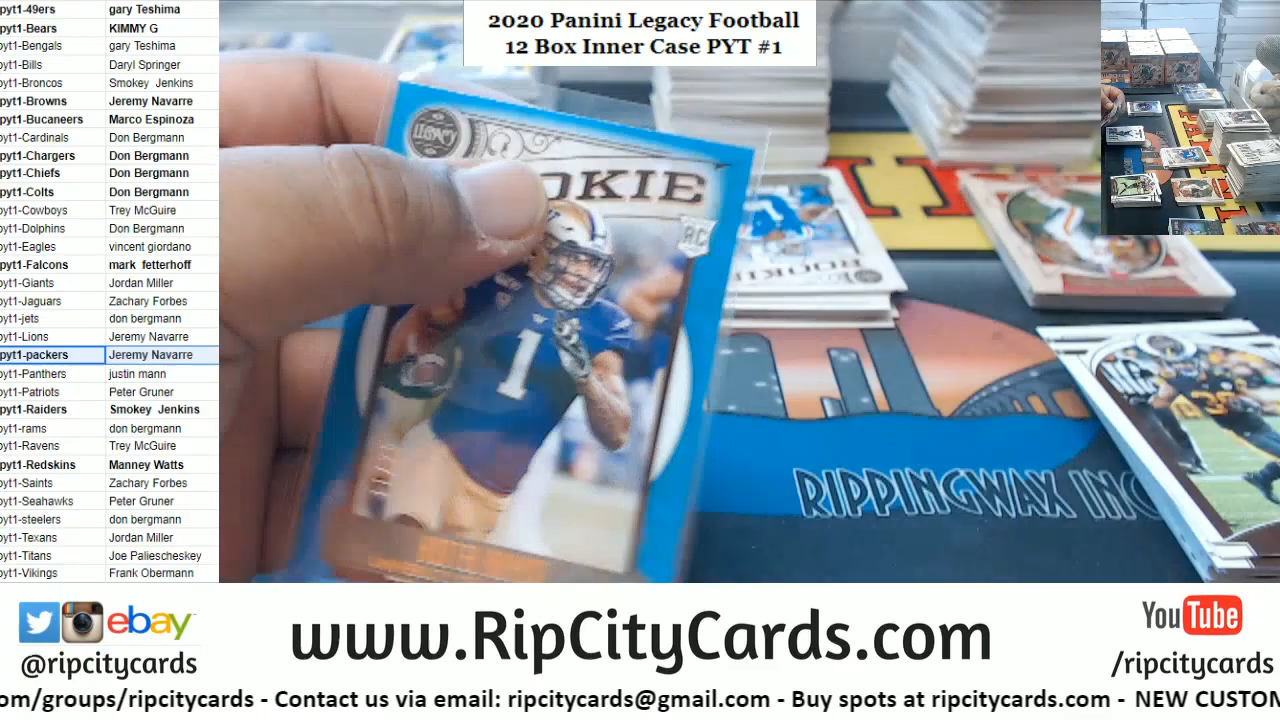 pyt1-49ers gary Teshima
pyt1-Bears KIMMY G
pyt1-Bengals gary Teshima
pyt1-Bills Daryl Springer
pyt1-Broncos Smokey Jenkins
pyt1-Browns Jeremy Navarre
pyt1-Bucaneers Marco Espinoza
pyt1-Cardinals Don Bergmann
pyt1-Chargers Don Bergmann
pyt1-Chiefs Don Bergmann
pyt1-Colts Don Bergmann
pyt1-Cowboys Trey McGuire
pyt1-Dolphins Don Bergmann
pyt1-Eagles vincent giordano
pyt1-Falcons mark fetterhoff
pyt1-Giants Jordan Miller
pyt1-Jaguars Zachary Forbes
pyt1-jets don bergmann
pyt1-Lions Jeremy Navarre
pyt1-packers Jeremy Navarre
pyt1-Panthers justin mann
pyt1-Patriots Peter Gruner
pyt1-Raiders Smokey Jenkins
pyt1-rams don bergmann
pyt1-Ravens Trey McGuire
pyt1-Redskins Manney Watts
pyt1-Saints Zachary Forbes
pyt1-Seahawks Peter Gruner
pyt1-steelers don bergmann
pyt1-Texans Jordan Miller
pyt1-Titans Joe Paliescheskey
pyt1-Vikings Frank Obermann
2020 Panini Legacy Football
12 Box Inner Case PYT #1
LEGACY
OKIE
RC
1
ROOKIE
RIPPINGWAX INC
ebay
@ripcitycards
www.RipCityCards.com
YouTube
/ripcitycards
om/groups/ripcitycards - Contact us via email: ripcitycards@gmail.com - Buy spots at ripcitycards.com - NEW CUSTOM